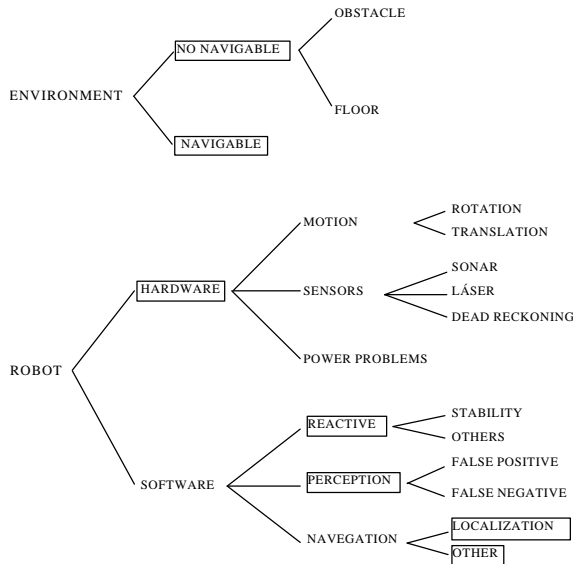 OBSTACLE
NO NAVIGABLE
ENVIRONMENT
FLOOR
NAVIGABLE
ROTATION
MOTION
TRANSLATION
SONAR
HARDWARE
SENSORS
LÁSER
DEAD RECKONING
POWER PROBLEMS
ROBOT
STABILITY
REACTIVE
OTHERS
FALSE POSITIVE
PERCEPTION
SOFTWARE
FALSE NEGATIVE
LOCALIZATION
NAVEGATION
OTHER